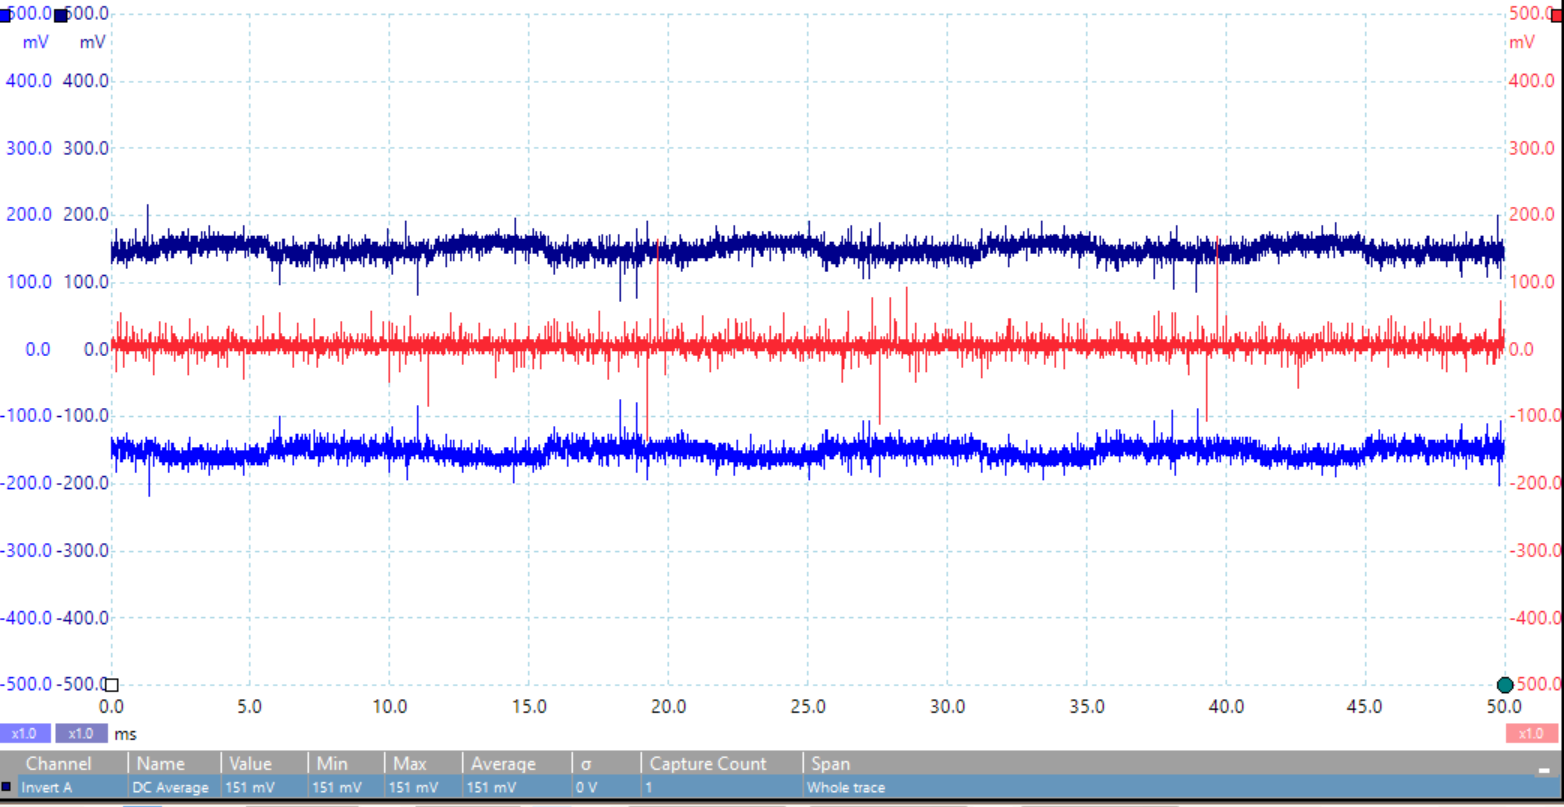 500.0 500.0 500.0
mV mV mV
400.0 400.0 400.0
300.0 300.0 300.0
200.0 200.0 200.0
100.0 100.0 100.0
0.0 0.0 0.0
-100.0 -100.0 -100.0
-200.0 -200.0 -200.0
-300.0 -300.0 -300.0
-400.0 -400.0 -400.0
-500.0 -500.0 500.0
0.0 5.0 10.0 15.0 20.0 25.0 30.0 35.0 40.0 45.0 50.0
x1.0 x1.0 ms x1.0
Channel Name Value Min Max Average σ Capture Count Span
Invert A DC Average 151 mV 151 mV 151 mV 151 mV 0 V 1 Whole trace